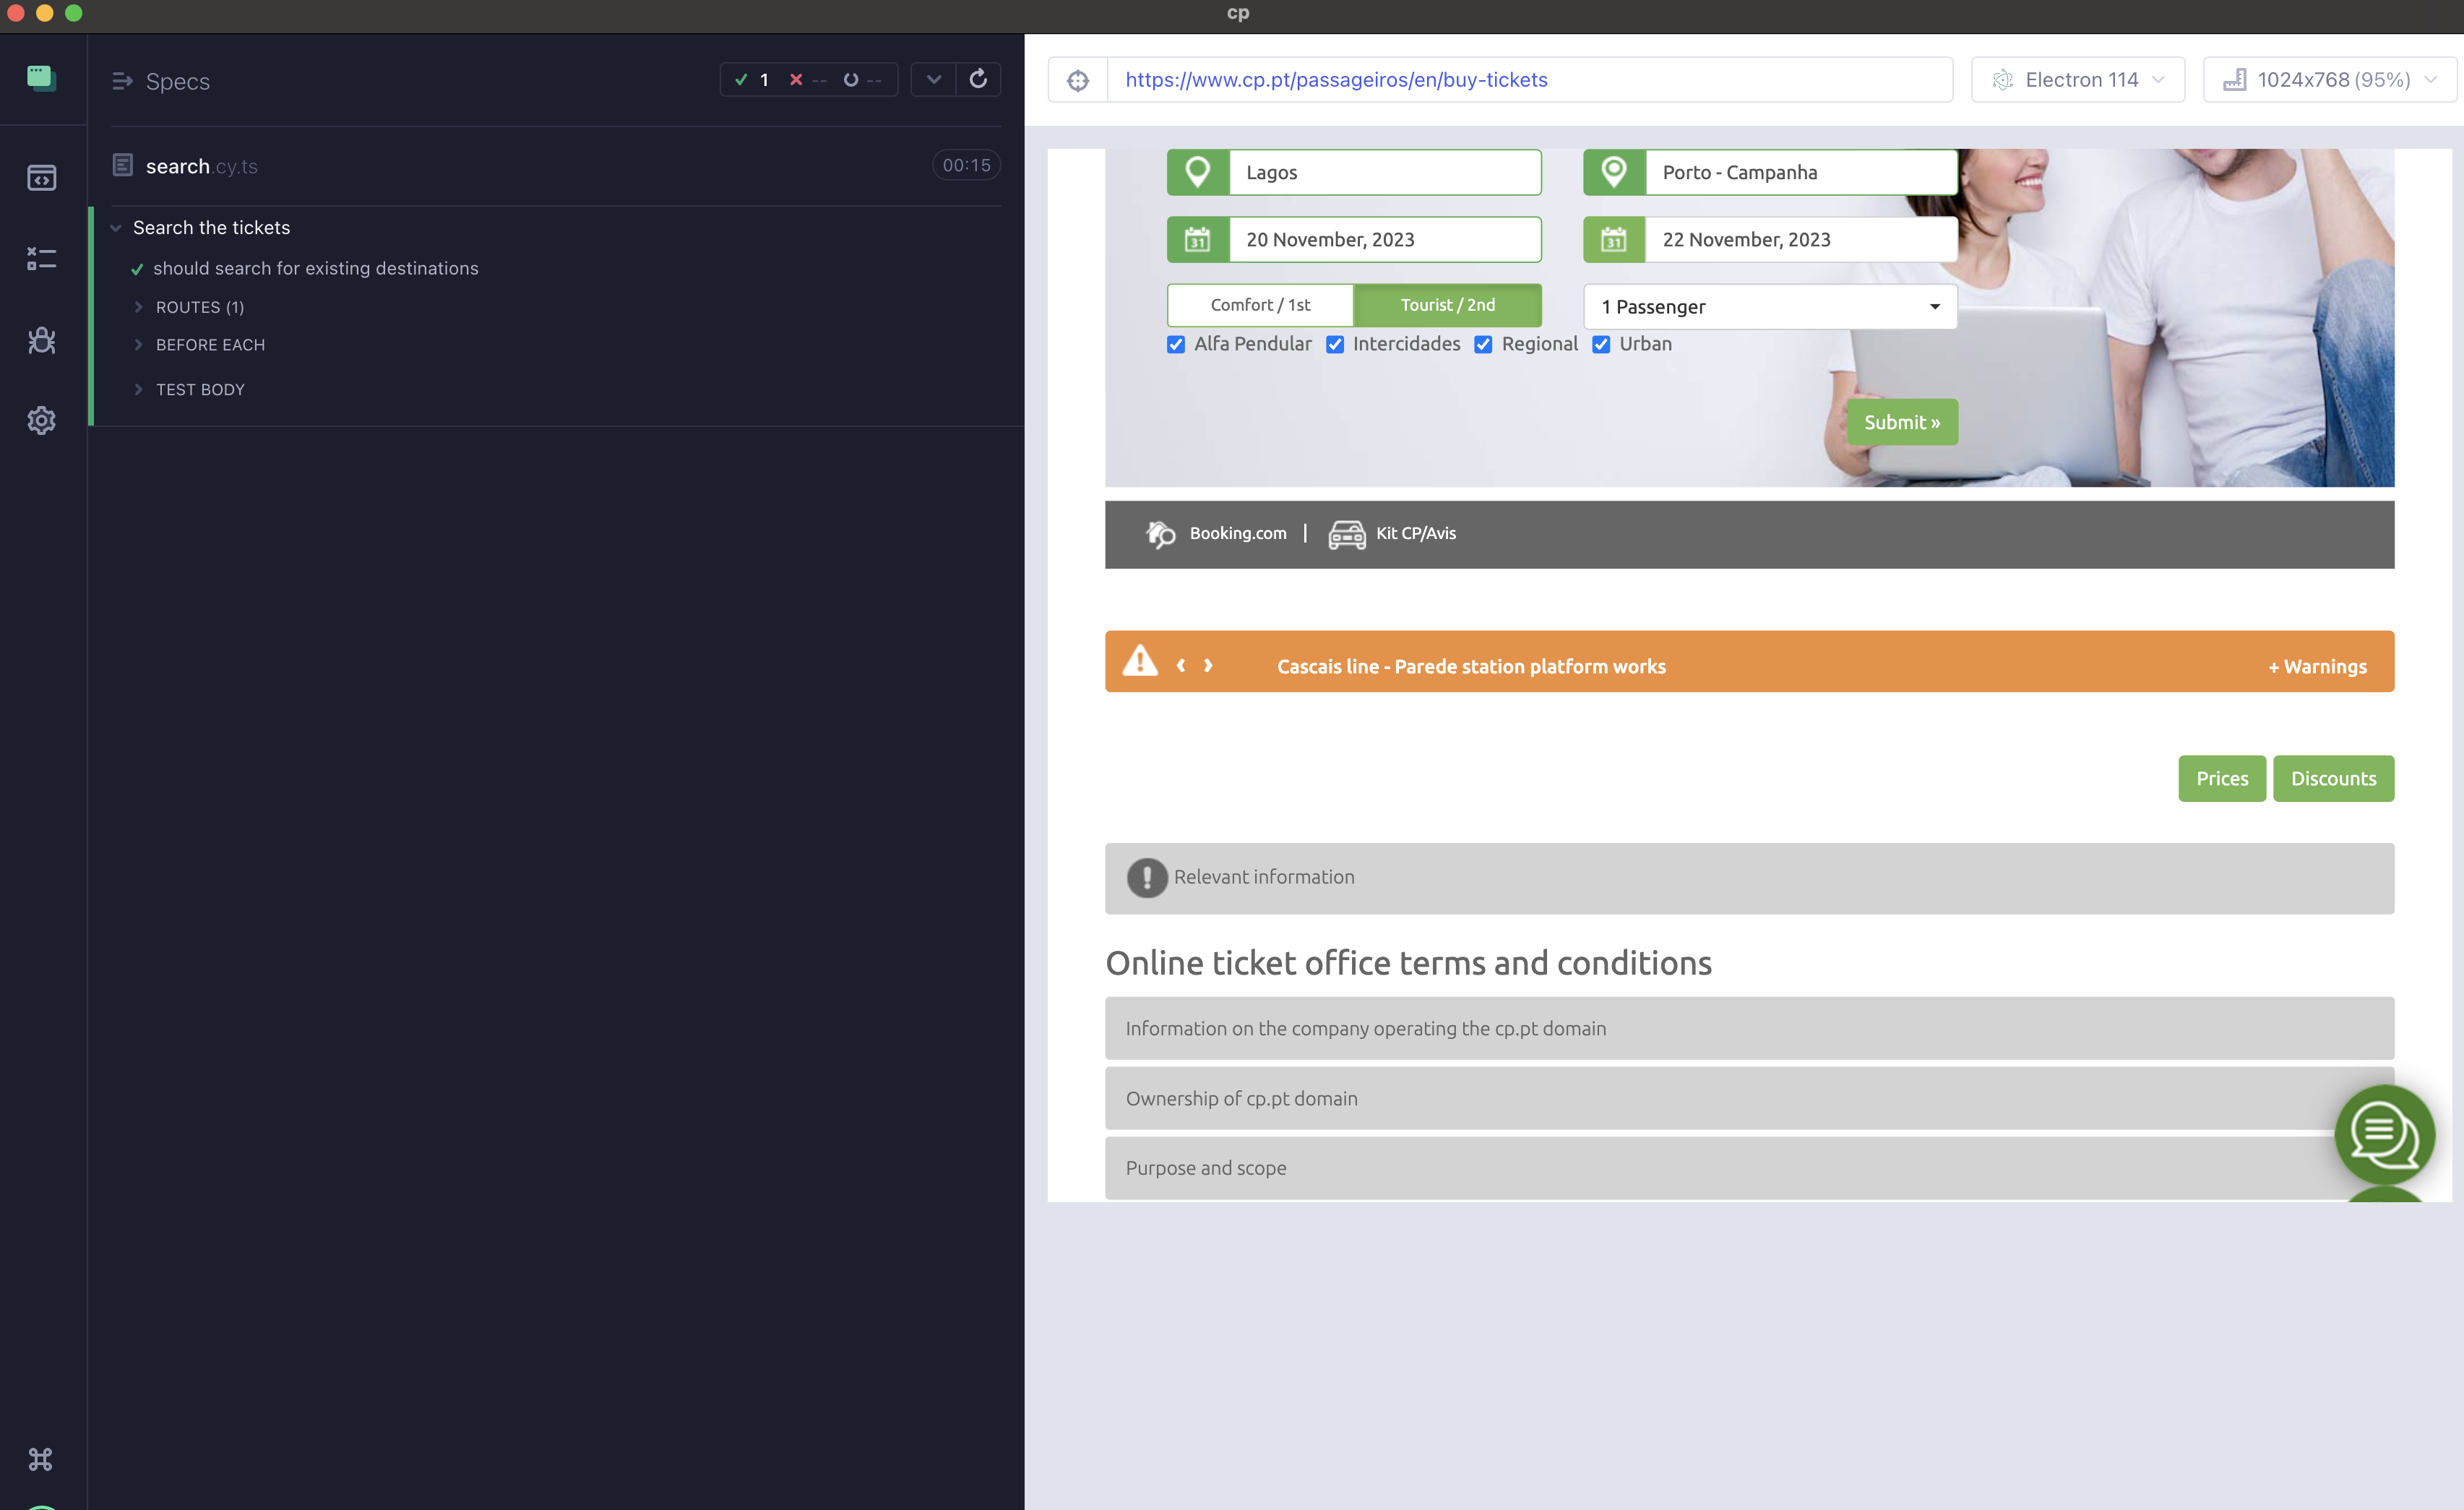 cp
Specs
1 -- --
search.cy.ts
00:15
Search the tickets
should search for existing destinations
ROUTES (1)
BEFORE EACH
TEST BODY
https://www.cp.pt/passageiros/en/buy-tickets
Electron 114
1024x768 (95%)
Lagos
Porto - Campanha
31 20 November, 2023
31 22 November, 2023
Comfort / 1st
Tourist / 2nd
1 Passenger
Alfa Pendular
Intercidades
Regional
Urban
Submit »
Booking.com |
Kit CP/Avis
‹ ›
Cascais line - Parede station platform works
+ Warnings
Prices
Discounts
Relevant information
Online ticket office terms and conditions
Information on the company operating the cp.pt domain
Ownership of cp.pt domain
Purpose and scope